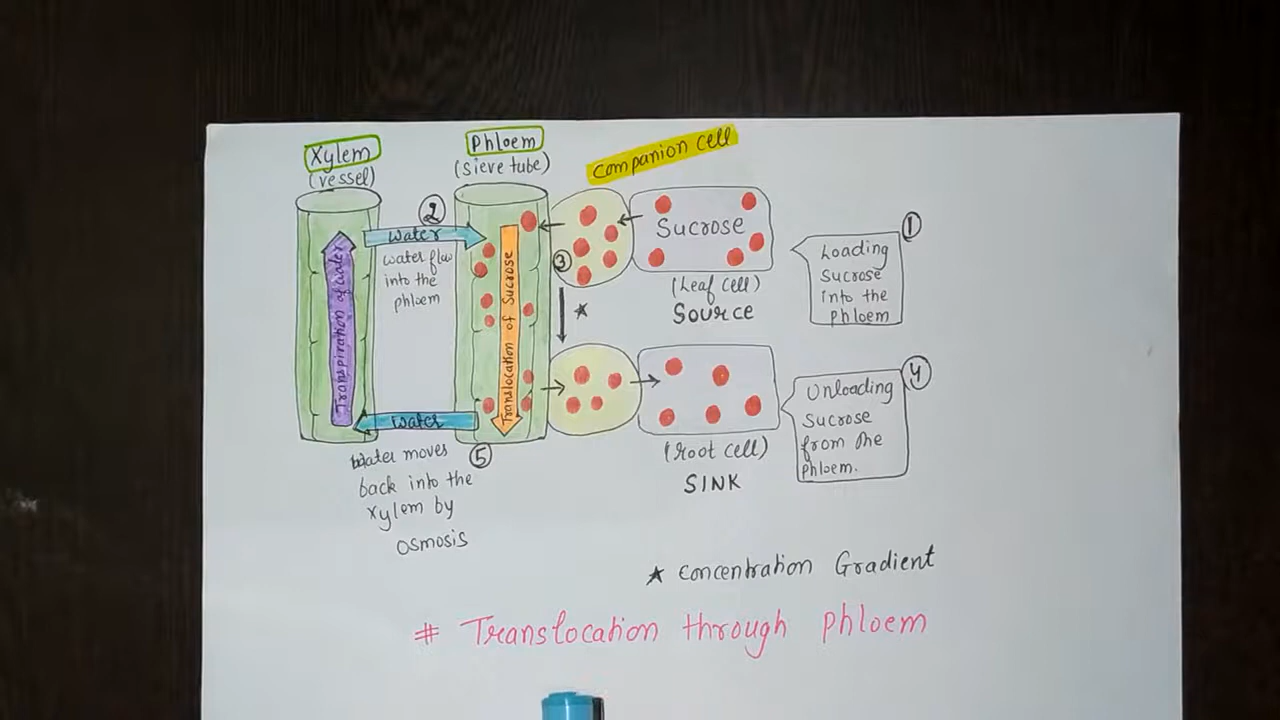 Xylem
(vessel)
Phloem
(sieve tube)
Companion cell
2
water
water flow
into the
phloem
Transpiration of water
Translocation of Sucrose
3
★
Sucrose
(Leaf cell)
Source
1
Loading
Sucrose
into the
phloem
4
Unloading
Sucrose
from the
phloem.
(root cell)
SINK
water
5
Water moves
back into the
xylem by
osmosis
★ Concentration Gradient
# Translocation through phloem